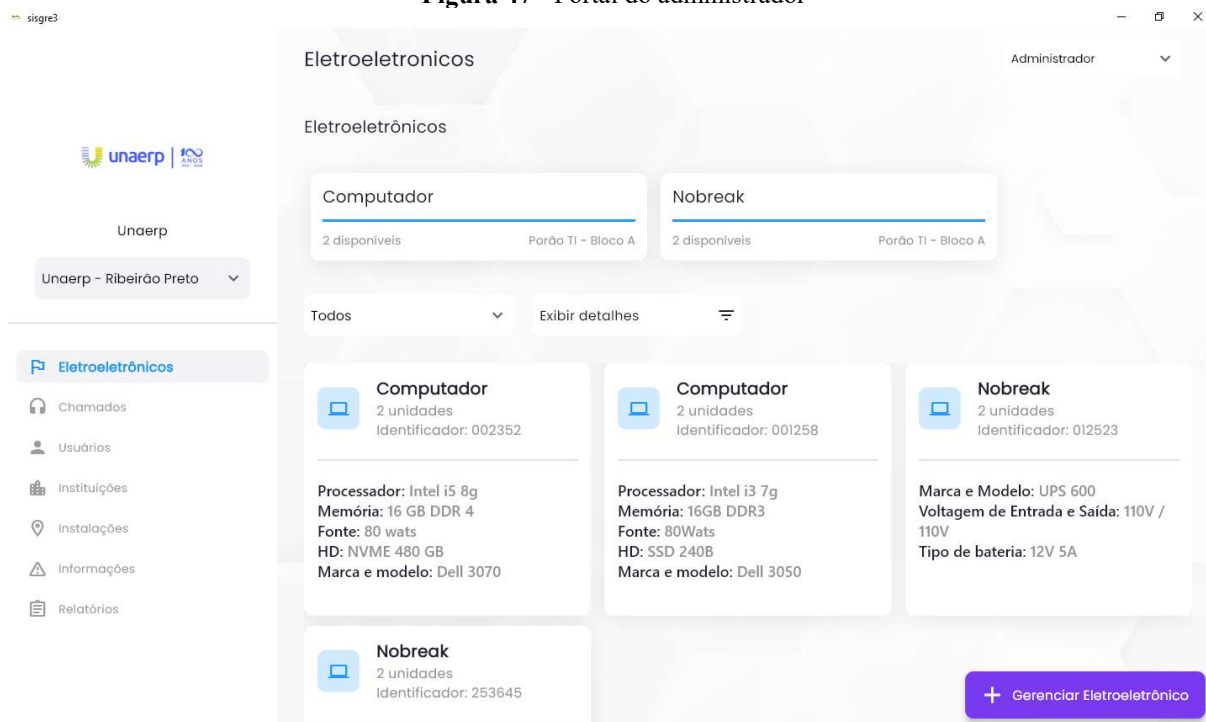 Figura 47 - Portal do administrador
sisgre3
Eletroeletronicos
Administrador
Eletroeletrônicos
unaerp | 100
ANOS
Unaerp
Unaerp - Ribeirão Preto
Eletroeletrônicos
Chamados
Usuários
Instituições
Instalações
Informações
Relatórios
Computador
2 disponíveis Porão TI - Bloco A
Nobreak
2 disponíveis Porão TI - Bloco A
Todos
Exibir detalhes
Computador
2 unidades
Identificador: 002352
Processador: Intel i5 8g
Memória: 16 GB DDR 4
Fonte: 80 wats
HD: NVME 480 GB
Marca e modelo: Dell 3070
Computador
2 unidades
Identificador: 001258
Processador: Intel i3 7g
Memória: 16GB DDR3
Fonte: 80Wats
HD: SSD 240B
Marca e modelo: Dell 3050
Nobreak
2 unidades
Identificador: 012523
Marca e Modelo: UPS 600
Voltagem de Entrada e Saída: 110V /
110V
Tipo de bateria: 12V 5A
Nobreak
2 unidades
Identificador: 253645
+ Gerenciar Eletroeletrônico